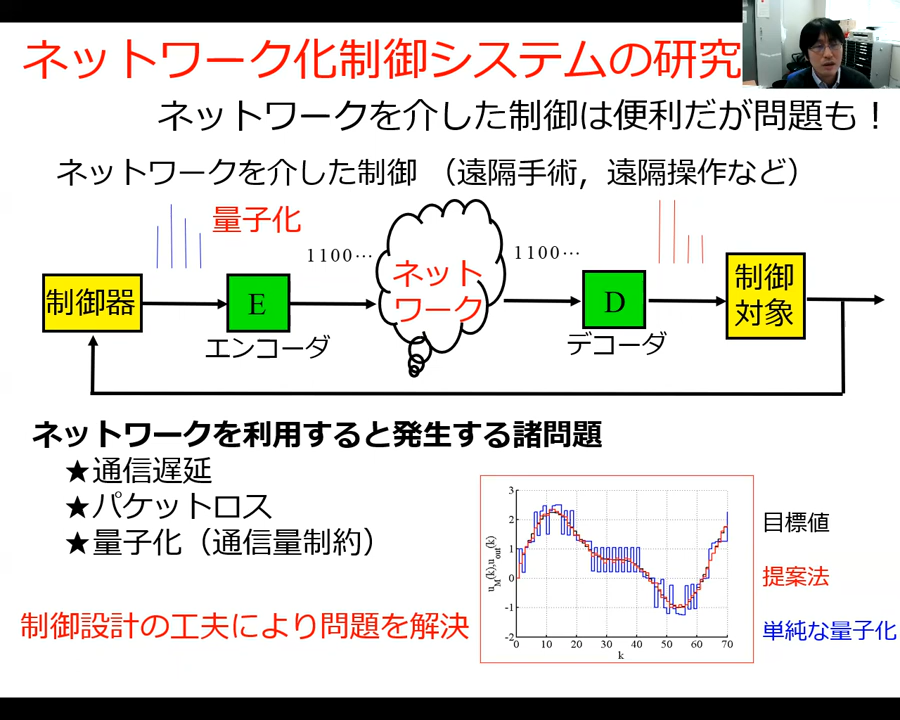 ネットワーク化制御システムの研究
ネットワークを介した制御は便利だが問題も！
ネットワークを介した制御 （遠隔手術，遠隔操作など）
量子化
1100…
1100…
制御器
E
エンコーダ
ネット
ワーク
D
デコーダ
制御
対象
ネットワークを利用すると発生する諸問題
★通信遅延
★パケットロス
★量子化（通信量制約）
制御設計の工夫により問題を解決
3
2
1
0
-1
-2
u_M(k),u_out(k)
0 10 20 30 40 50 60 70
k
目標値
提案法
単純な量子化